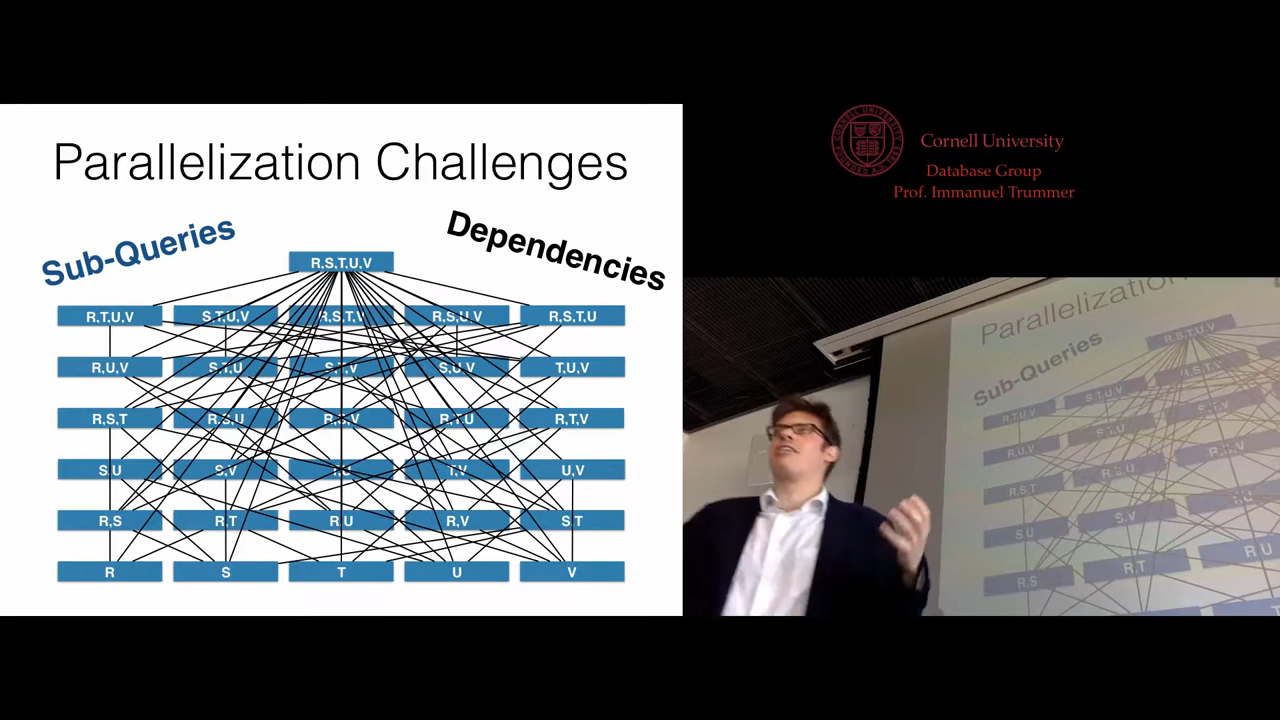 Parallelization Challenges
Sub-Queries
Dependencies
R,S,T,U,V
R,T,U,V S,T,U,V R,S,T,V R,S,U,V R,S,T,U
R,U,V S,T,U S,T,V S,U,V T,U,V
R,S,T R,S,U R,S,V R,T,U R,T,V
S,U S,V T,V U,V
R,S R,T R,U R,V S,T
R S T U V
Cornell University
Database Group
Prof. Immanuel Trummer
Parallelization
Sub-Queries
R,S,T,U,V
R,T,U,V S,T,U,V R,S,T,V
R,U,V S,T,U S,T,V
R,S,T R,S,U
S,U S,V
R,S R,T R,U